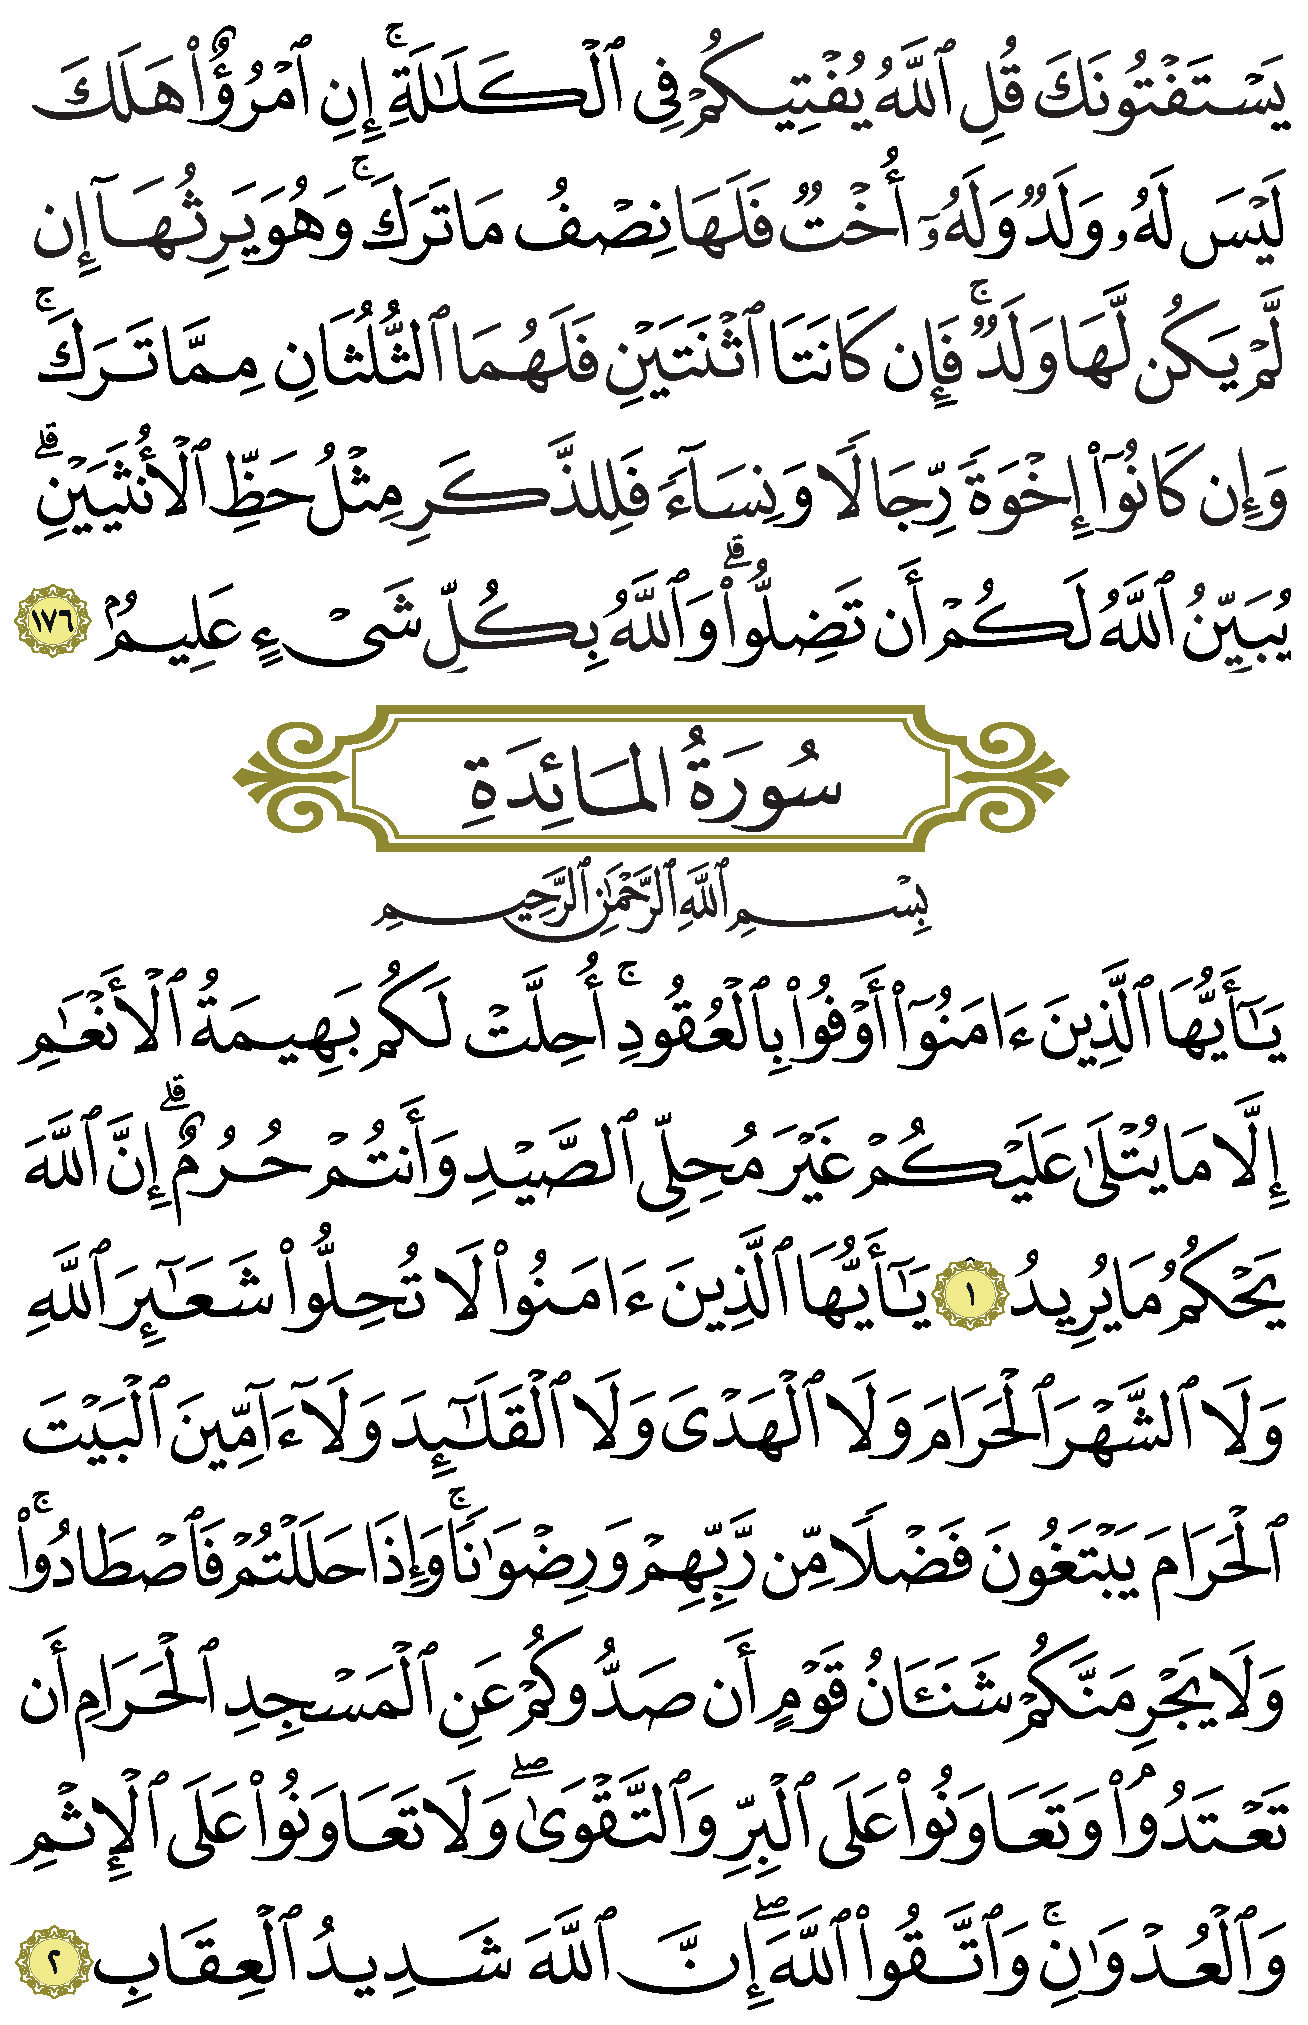 يَسْتَفْتُونَكَ قُلِ ٱللَّهُ يُفْتِيكُمْ فِى ٱلْكَلَـٰلَةِ ۚ إِنِ ٱمْرُؤٌا۟ هَلَكَ
لَيْسَ لَهُۥ وَلَدٌ وَلَهُۥٓ أُخْتٌ فَلَهَا نِصْفُ مَا تَرَكَ ۚ وَهُوَ يَرِثُهَآ إِن
لَّمْ يَكُن لَّهَا وَلَدٌ ۚ فَإِن كَانَتَا ٱثْنَتَيْنِ فَلَهُمَا ٱلثُّلُثَانِ مِمَّا تَرَكَ ۚ
وَإِن كَانُوٓا۟ إِخْوَةً رِّجَالًا وَنِسَآءً فَلِلذَّكَرِ مِثْلُ حَظِّ ٱلْأُنثَيَيْنِ ۗ
يُبَيِّنُ ٱللَّهُ لَكُمْ أَن تَضِلُّوا۟ ۗ وَٱللَّهُ بِكُلِّ شَىْءٍ عَلِيمٌۢ ١٧٦
سُورَةُ المَائِدَةِ
بِسْمِ ٱللَّهِ ٱلرَّحْمَـٰنِ ٱلرَّحِيمِ
يَـٰٓأَيُّهَا ٱلَّذِينَ ءَامَنُوٓا۟ أَوْفُوا۟ بِٱلْعُقُودِ ۚ أُحِلَّتْ لَكُم بَهِيمَةُ ٱلْأَنْعَـٰمِ
إِلَّا مَا يُتْلَىٰ عَلَيْكُمْ غَيْرَ مُحِلِّى ٱلصَّيْدِ وَأَنتُمْ حُرُمٌ ۗ إِنَّ ٱللَّهَ
يَحْكُمُ مَا يُرِيدُ ١ يَـٰٓأَيُّهَا ٱلَّذِينَ ءَامَنُوا۟ لَا تُحِلُّوا۟ شَعَـٰٓئِرَ ٱللَّهِ
وَلَا ٱلشَّهْرَ ٱلْحَرَامَ وَلَا ٱلْهَدْىَ وَلَا ٱلْقَلَـٰٓئِدَ وَلَآ ءَآمِّينَ ٱلْبَيْتَ
ٱلْحَرَامَ يَبْتَغُونَ فَضْلًا مِّن رَّبِّهِمْ وَرِضْوَٰنًا ۚ وَإِذَا حَلَلْتُمْ فَٱصْطَادُوا۟ ۚ
وَلَا يَجْرِمَنَّكُمْ شَنَـَٔانُ قَوْمٍ أَن صَدُّوكُمْ عَنِ ٱلْمَسْجِدِ ٱلْحَرَامِ أَن
تَعْتَدُوا۟ ۘ وَتَعَاوَنُوا۟ عَلَى ٱلْبِرِّ وَٱلتَّقْوَىٰ ۖ وَلَا تَعَاوَنُوا۟ عَلَى ٱلْإِثْمِ
وَٱلْعُدْوَٰنِ ۚ وَٱتَّقُوا۟ ٱللَّهَ ۖ إِنَّ ٱللَّهَ شَدِيدُ ٱلْعِقَابِ ٢